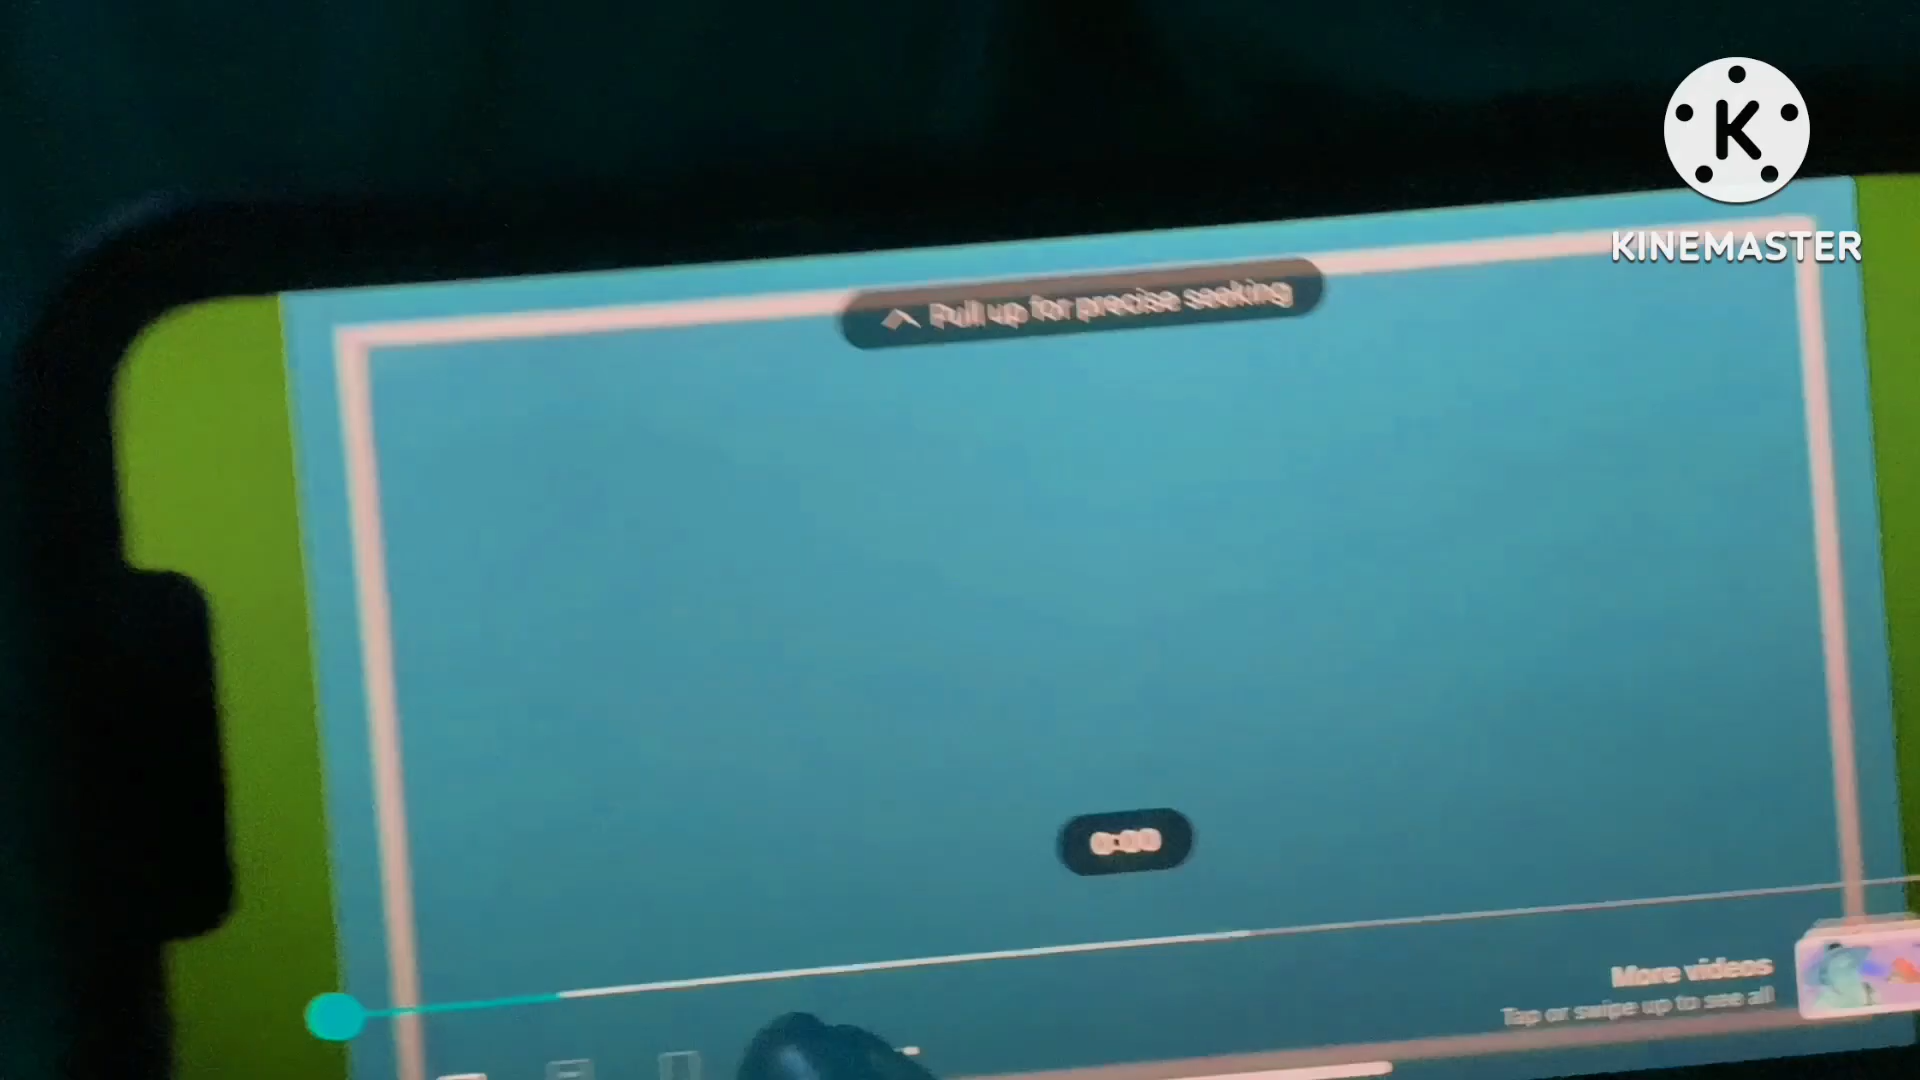 K
KINEMASTER
Pull up for precise seeking
0:00
More videos
Tap or swipe up to see all